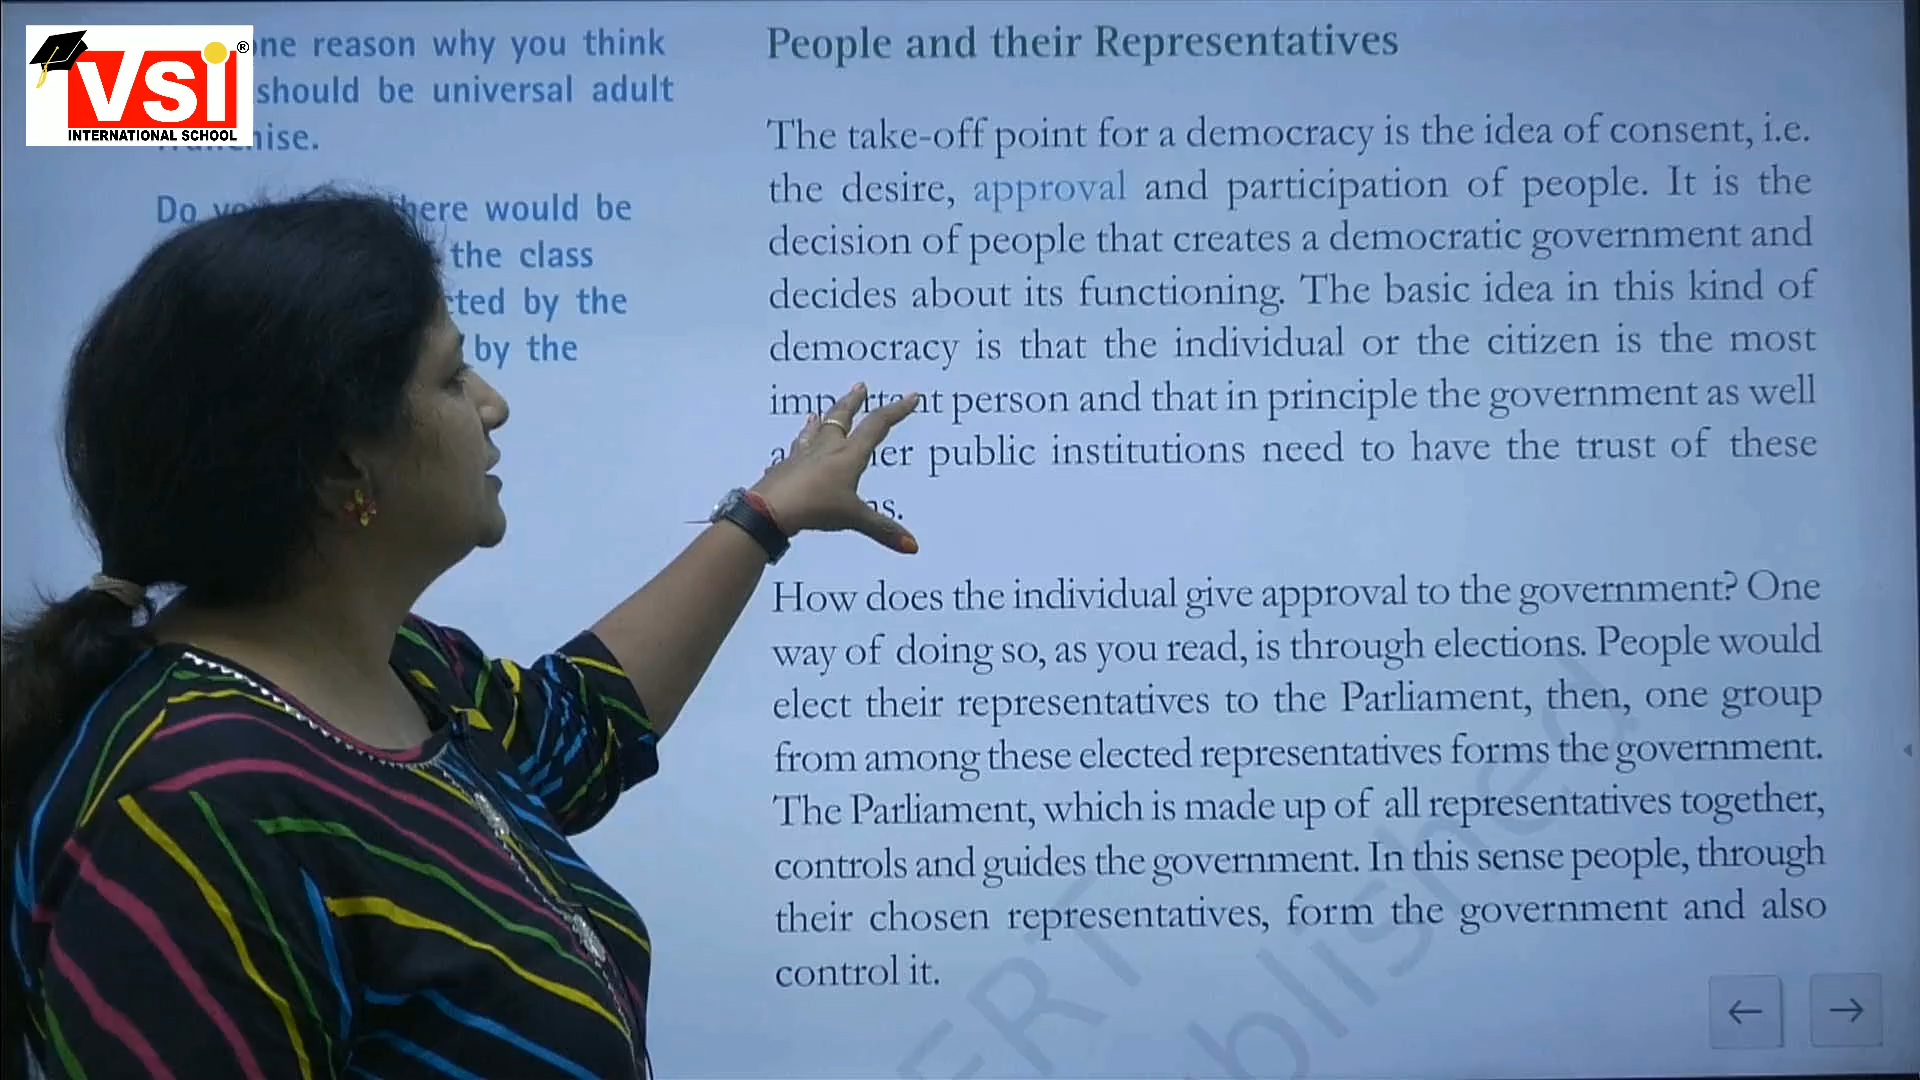 VSI
®
INTERNATIONAL SCHOOL
ne reason why you think
should be universal adult
ise.
Do here would be
the class
cted by the
by the
People and their Representatives
The take-off point for a democracy is the idea of consent, i.e.
the desire, approval and participation of people. It is the
decision of people that creates a democratic government and
decides about its functioning. The basic idea in this kind of
democracy is that the individual or the citizen is the most
important person and that in principle the government as well
public institutions need to have the trust of these
How does the individual give approval to the government? One
way of doing so, as you read, is through elections. People would
elect their representatives to the Parliament, then, one group
from among these elected representatives forms the government.
The Parliament, which is made up of all representatives together,
controls and guides the government. In this sense people, through
their chosen representatives, form the government and also
control it.